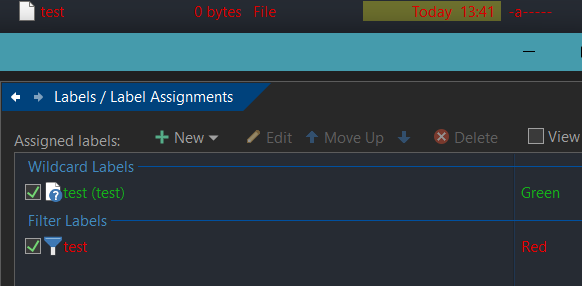 test 0 bytes File Today 13:41 -a-----
Labels / Label Assignments
Assigned labels: New Edit Move Up Delete View
Wildcard Labels
test (test) Green
Filter Labels
test Red